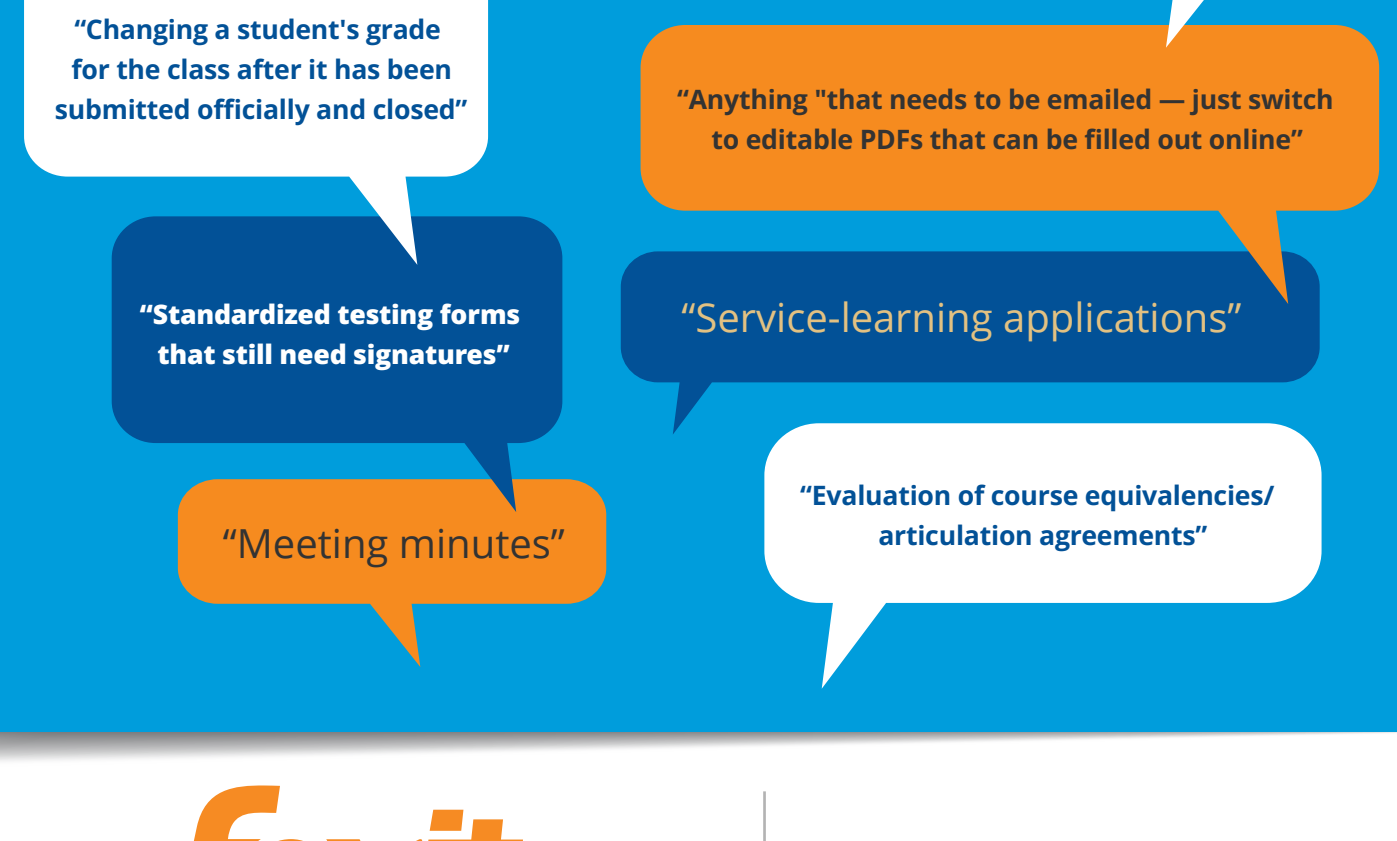 “Changing a student's grade
for the class after it has been
submitted officially and closed”
“Anything "that needs to be emailed — just switch
to editable PDFs that can be filled out online”
“Standardized testing forms
that still need signatures”
“Service-learning applications”
“Meeting minutes”
“Evaluation of course equivalencies/
articulation agreements”